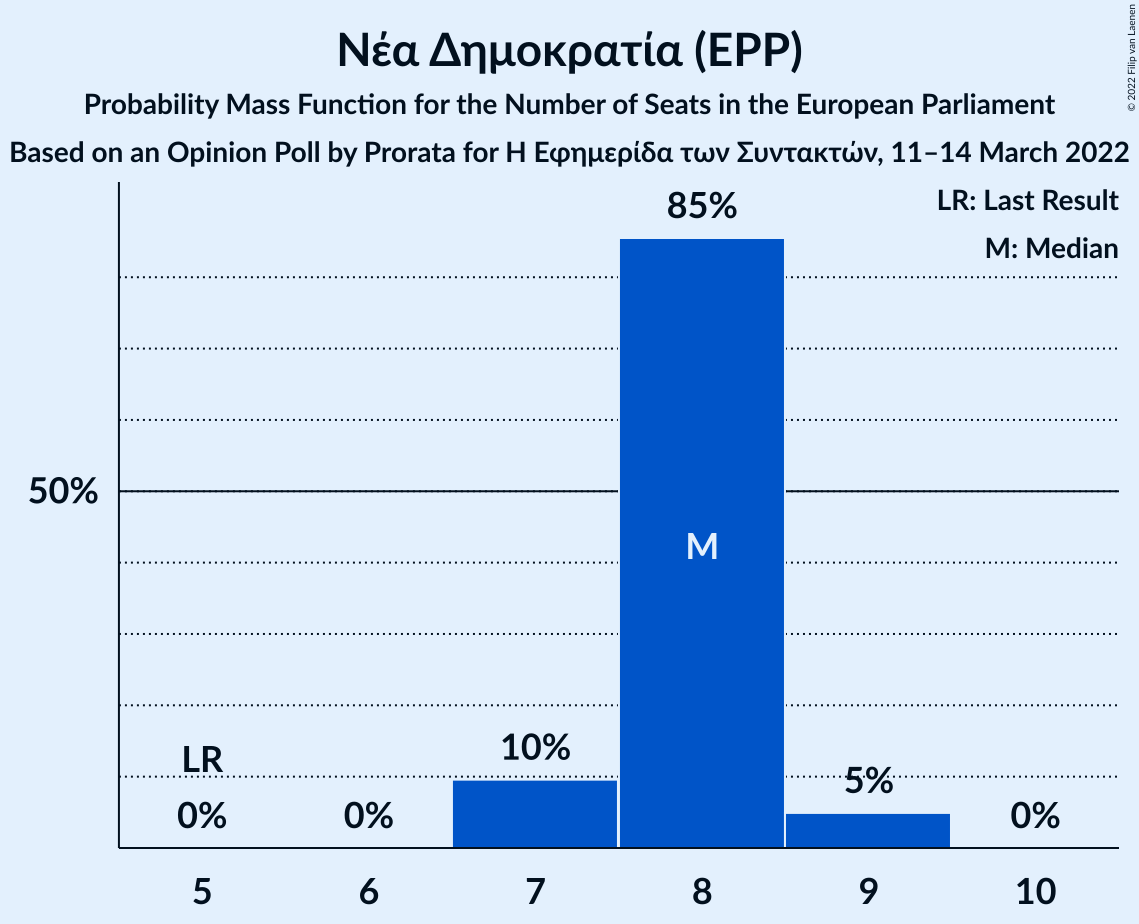 Νέα Δημοκρατία (EPP)
Probability Mass Function for the Number of Seats in the European Parliament
Based on an Opinion Poll by Prorata for Η Εφημερίδα των Συντακτών, 11–14 March 2022
© 2022 Filip van Laenen
LR: Last Result
M: Median
85%
50%
M
LR
10%
5%
0%
0%
0%
5
6
7
8
9
10